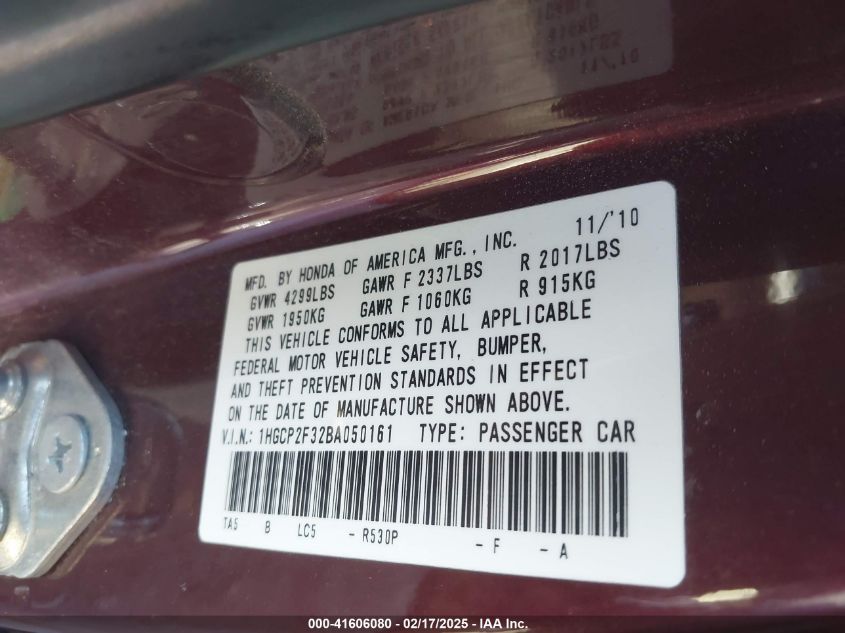 MFD. BY HONDA OF AMERICA MFG., INC. 11/'10
GVWR 4299LBS GAWR F 2337LBS R 2017LBS
GVWR 1950KG GAWR F 1060KG R 915KG
THIS VEHICLE CONFORMS TO ALL APPLICABLE
FEDERAL MOTOR VEHICLE SAFETY, BUMPER,
AND THEFT PREVENTION STANDARDS IN EFFECT
ON THE DATE OF MANUFACTURE SHOWN ABOVE.
V.I.N.: 1HGCP2F32BA050161 TYPE: PASSENGER CAR
TA5 B LC5 - R530P - F - A
000-41606080 - 02/17/2025 - IAA Inc.